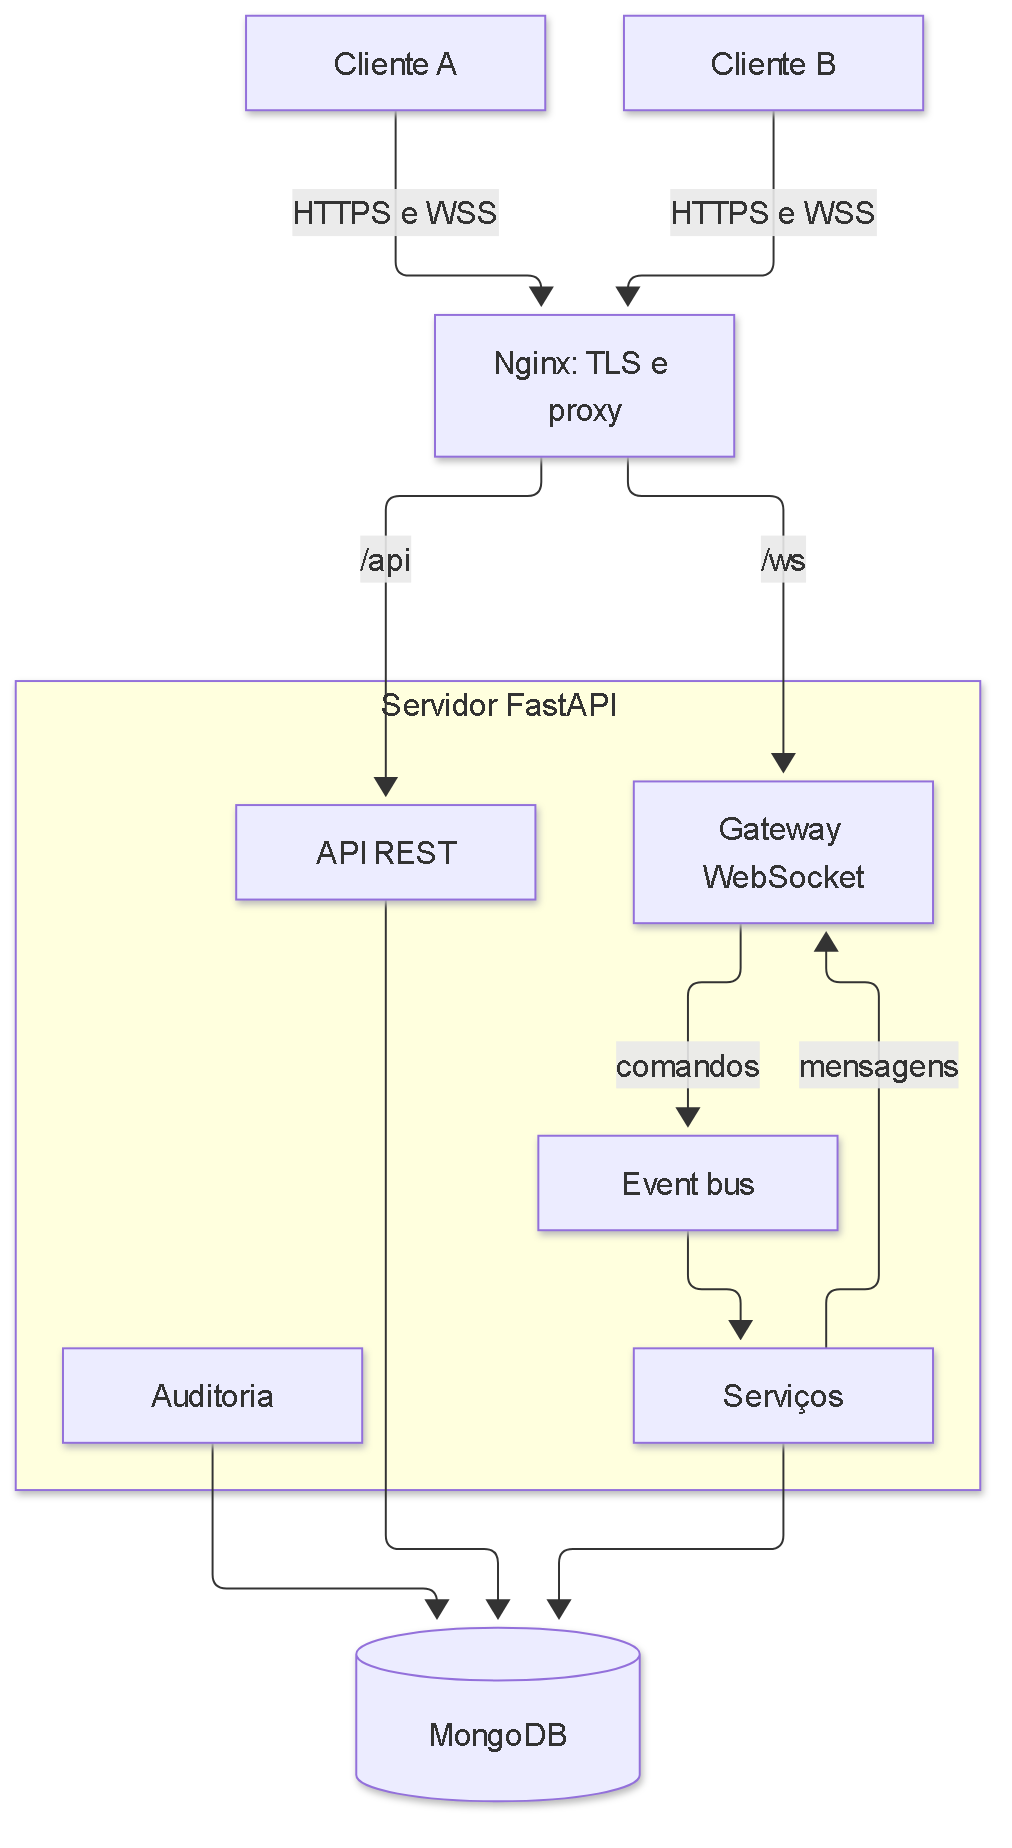 Cliente A
Cliente B
HTTPS e WSS
HTTPS e WSS
Nginx: TLS e
proxy
/api
/ws
Servidor FastAPI
API REST
Gateway
WebSocket
comandos
mensagens
Event bus
Auditoria
Serviços
MongoDB